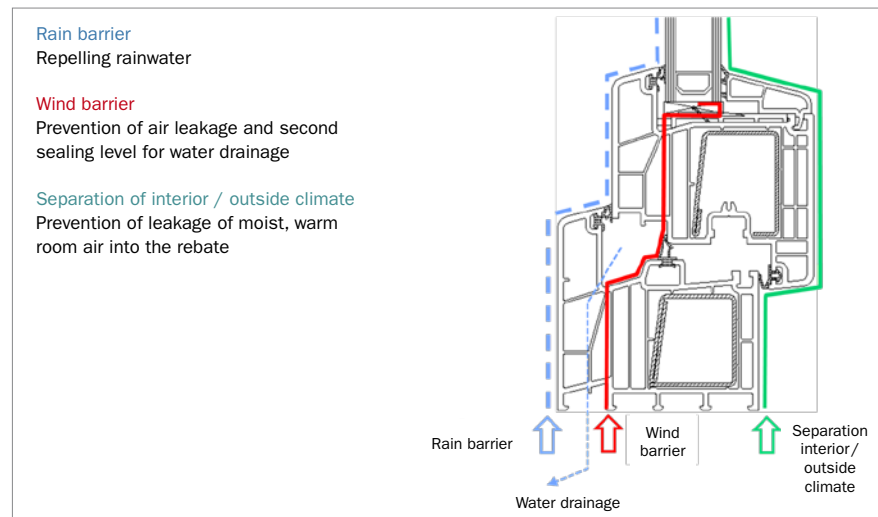 Rain barrier
Repelling rainwater
Wind barrier
Prevention of air leakage and second
sealing level for water drainage
Separation of interior / outside climate
Prevention of leakage of moist, warm
room air into the rebate
Rain barrier
Wind
barrier
Separation
interior/
outside
climate
Water drainage